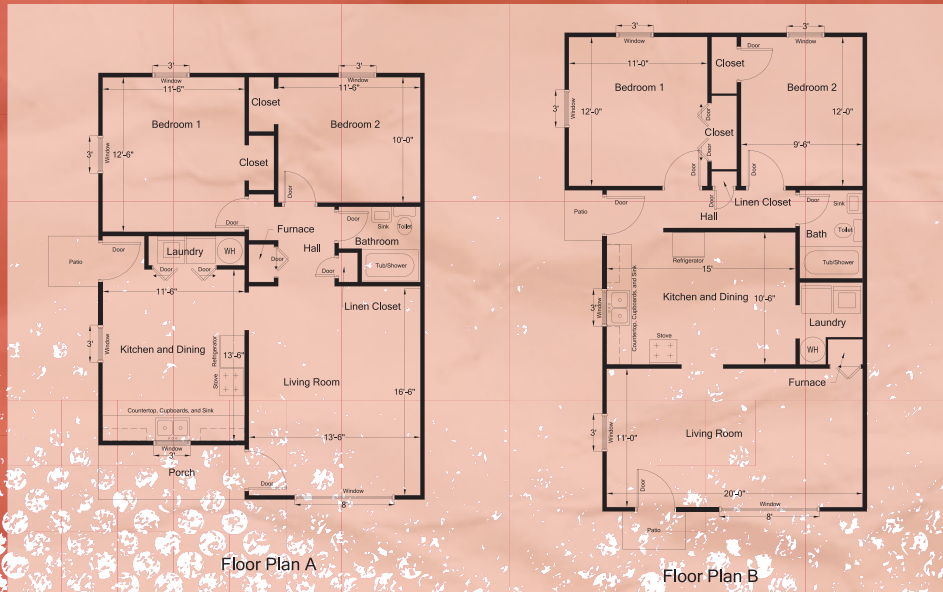 3'
Window
11'-6"
Bedroom 1
3'
Window
12'-6"
Closet
Closet
Door
3'
Window
11'-6"
Bedroom 2
10'-0"
Door
Door
Sink
Toilet
Bathroom
Tub/Shower
Furnace
Hall
Door
Door
Linen Closet
Patio
Door
Laundry
WH
Door
Door
11'-6"
3'
Window
Kitchen and Dining
13'-6"
Refrigerator
Stove
Countertop, Cupboards, and Sink
Window
3'
Porch
Living Room
16'-6"
13'-6"
Door
Window
8'
Floor Plan A
3'
Window
11'-0"
Bedroom 1
3'
Window
12'-0"
Closet
Door
Door
Closet
Door
Door
3'
Window
Bedroom 2
12'-0"
9'-6"
Door
Door
Linen Closet
Hall
Patio
Door
Door
Sink
Bath
Toilet
Tub/Shower
Refrigerator
15'
Kitchen and Dining
10'-6"
3'
Window
Countertop, Cupboards, and Sink
Stove
Laundry
WH
Furnace
3'
Window
11'-0"
Living Room
Door
20'-0"
Window
8'
Patio
Floor Plan B